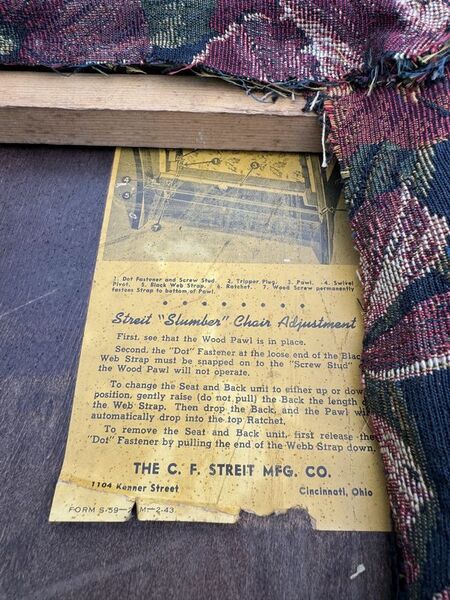 1. Dot Fastener and Screw Stud. 2. Tripper Plug. 3. Pawl. 4. Swivel
Pivot. 5. Black Web Strap. 6. Ratchet. 7. Wood Screw permanently
fastens Strap to bottom of Pawl.
Streit "Slumber" Chair Adjustment
First, see that the Wood Pawl is in place.
Second, the "Dot" Fastener at the loose end of the Blac
Web Strap must be snapped on to the "Screw Stud"
the Wood Pawl will not operate.
To change the Seat and Back unit to either up or dow
position, gently raise (do not pull) the Back the length o
the Web Strap. Then drop the Back, and the Pawl wi
automatically drop into the top Ratchet.
To remove the Seat and Back unit, first release the
"Dot" Fastener by pulling the end of the Webb Strap down.
THE C. F. STREIT MFG. CO.
1104 Kenner Street Cincinnati, Ohio
FORM S-59— M—2-43